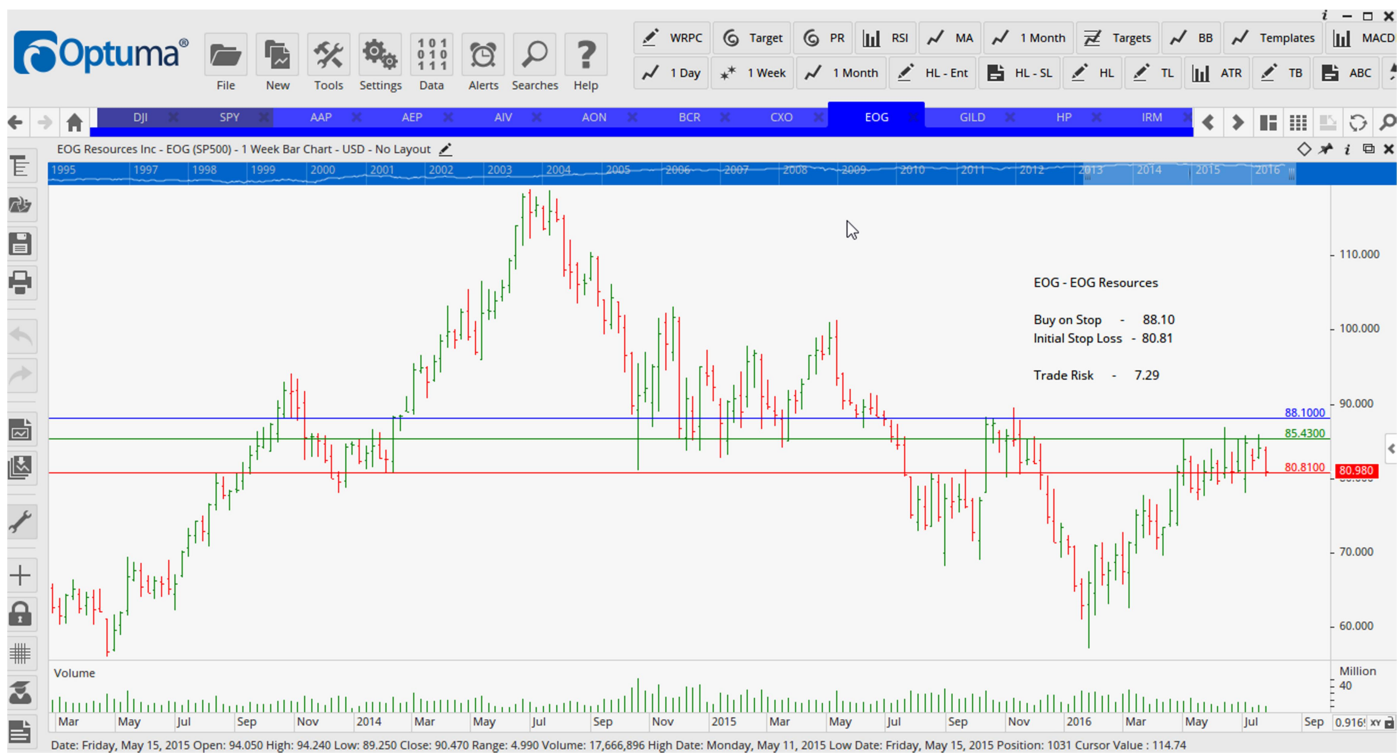 i
Optuma®
File New Tools Settings Data Alerts Searches Help
101
010
111
WRPC Target PR RSI MA 1 Month Targets BB Templates MACD
1 Day 1 Week 1 Month HL - Ent HL - SL HL TL ATR TB ABC
DJI SPY AAP AEP AIV AON BCR CXO EOG GILD HP IRM
EOG Resources Inc - EOG (SP500) - 1 Week Bar Chart - USD - No Layout
1995 1997 1998 1999 2000 2001 2002 2003 2004 2005 2006 2007 2008 2009 2010 2011 2012 2013 2014 2015 2016
110.000
EOG - EOG Resources
Buy on Stop - 88.10
100.000
Initial Stop Loss - 80.81
Trade Risk - 7.29
90.000
88.1000
85.4300
80.8100
80.980
70.000
60.000
Volume
Million
40
Mar May Jul Sep Nov 2014 Mar May Jul Sep Nov 2015 Mar May Jul Sep Nov 2016 Mar May Jul Sep
XY
Date: Friday, May 15, 2015 Open: 94.050 High: 94.240 Low: 89.250 Close: 90.470 Range: 4.990 Volume: 17,666,896 High Date: Monday, May 11, 2015 Low Date: Friday, May 15, 2015 Position: 1031 Cursor Value : 114.74